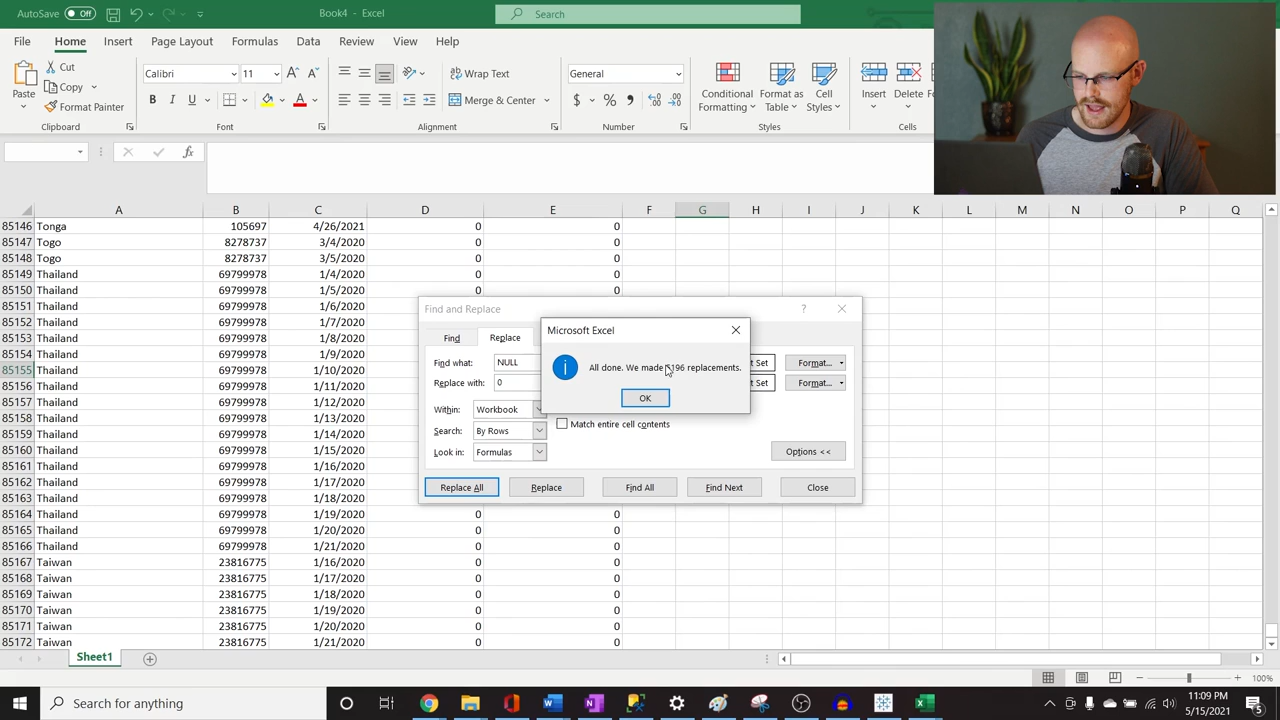 AutoSave Off Book4 - Excel Search
File Home Insert Page Layout Formulas Data Review View Help
Paste Cut Copy Format Painter
Calibri 11
B I U A A A
Wrap Text
Merge & Center
General
$ % 9
Conditional Formatting
Format as Table
Cell Styles
Insert Delete
Clipboard Font Alignment Number Styles Cells
fx
A B C D E F G H I J K L M N O P Q
85146 Tonga 105697 4/26/2021 0 0
85147 Togo 8278737 3/4/2020 0 0
85148 Togo 8278737 3/5/2020 0 0
85149 Thailand 69799978 1/4/2020 0 0
85150 Thailand 69799978 1/5/2020 0 0
85151 Thailand 69799978 1/6/2020
85152 Thailand 69799978 1/7/2020
85153 Thailand 69799978 1/8/2020
85154 Thailand 69799978 1/9/2020
85155 Thailand 69799978 1/10/2020
85156 Thailand 69799978 1/11/2020
85157 Thailand 69799978 1/12/2020
85158 Thailand 69799978 1/13/2020
85159 Thailand 69799978 1/14/2020
85160 Thailand 69799978 1/15/2020
85161 Thailand 69799978 1/16/2020
85162 Thailand 69799978 1/17/2020
85163 Thailand 69799978 1/18/2020
85164 Thailand 69799978 1/19/2020 0 0
85165 Thailand 69799978 1/20/2020 0 0
85166 Thailand 69799978 1/21/2020 0 0
85167 Taiwan 23816775 1/16/2020 0 0
85168 Taiwan 23816775 1/17/2020 0 0
85169 Taiwan 23816775 1/18/2020 0 0
85170 Taiwan 23816775 1/19/2020 0 0
85171 Taiwan 23816775 1/20/2020 0 0
85172 Taiwan 23816775 1/21/2020 0 0
Find and Replace ?
Find Replace
Find what: NULL Set Format...
Replace with: 0 Set Format...
Within: Workbook
Search: By Rows
Look in: Formulas
Match entire cell contents
Options <<
Replace All Replace Find All Find Next Close
Microsoft Excel
All done. We made replacements.
OK
Sheet1
100%
Search for anything
11:09 PM
5/15/2021